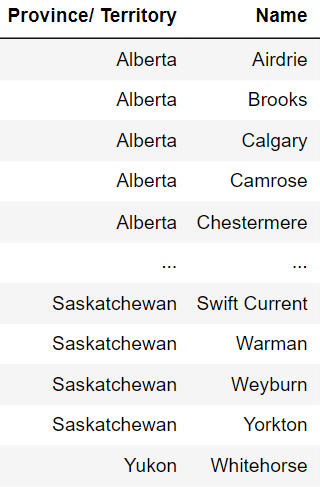 Province/ Territory Name
Alberta Airdrie
Alberta Brooks
Alberta Calgary
Alberta Camrose
Alberta Chestermere
... ...
Saskatchewan Swift Current
Saskatchewan Warman
Saskatchewan Weyburn
Saskatchewan Yorkton
Yukon Whitehorse